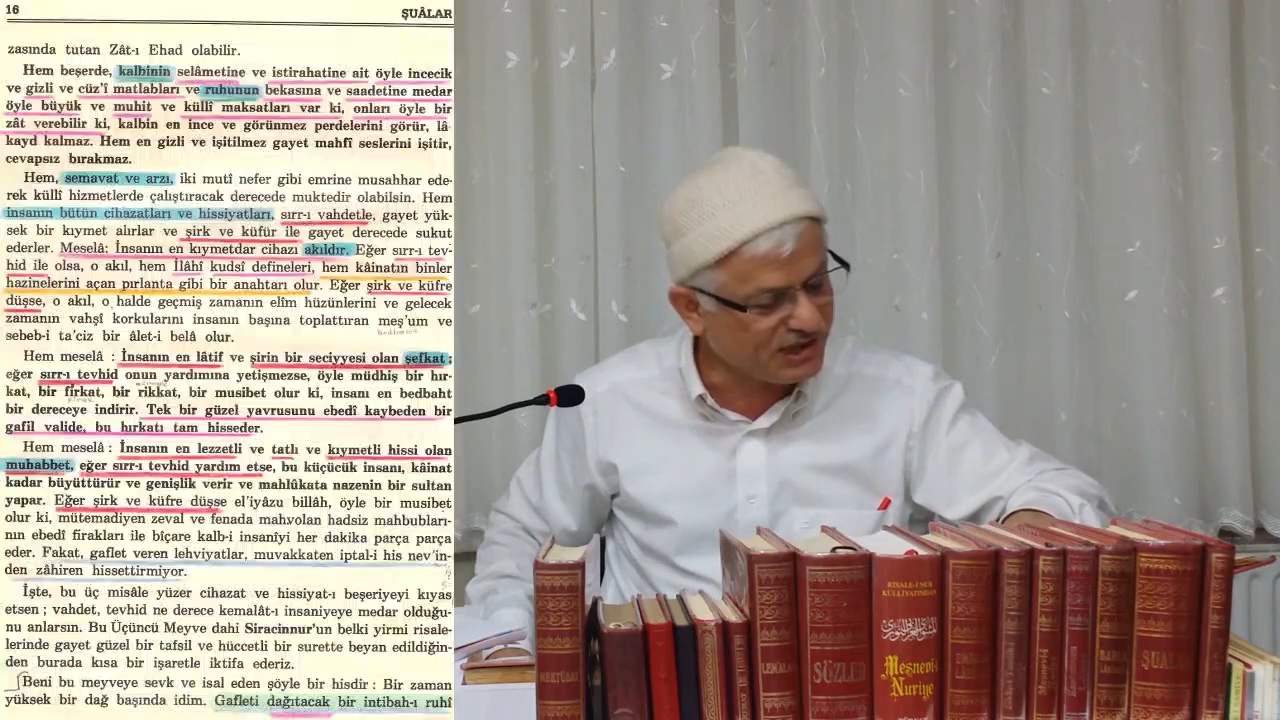 16
ŞUÂLAR
zasında tutan Zât-ı Ehad olabilir.
Hem beşerde, kalbinin selâmetine ve istirahatine ait öyle incecik
ve gizli ve cüz'î matlabları ve ruhunun bekasına ve saadetine medar
öyle büyük ve muhit ve küllî maksatları var ki, onları öyle bir
zât verebilir ki, kalbin en ince ve görünmez perdelerini görür, lâ-
kayd kalmaz. Hem en gizli ve işitilmez gayet mahfî seslerini işitir,
cevapsız bırakmaz.
Hem, semavat ve arzı, iki mutî nefer gibi emrine musahhar ede-
rek küllî hizmetlerde çalıştıracak derecede muktedir olabilsin. Hem
insanın bütün cihazatları ve hissiyatları, sırr-ı vahdetle, gayet yük-
sek bir kıymet alırlar ve şirk ve küfür ile gayet derecede sukut
ederler. Meselâ: İnsanın en kıymetdar cihazı akıldır. Eğer sırr-ı tev-
hid ile olsa, o akıl, hem İlâhî kudsî defineleri, hem kâinatın binler
hazinelerini açan pırlanta gibi bir anahtarı olur. Eğer şirk ve küfre
düşse, o akıl, o halde geçmiş zamanın elîm hüzünlerini ve gelecek
zamanın vahşî korkularını insanın başına toplattıran meş'um ve
sebeb-i ta'ciz bir âlet-i belâ olur.
Hem meselâ : İnsanın en lâtif ve şirin bir seciyyesi olan şefkat ;
eğer sırr-ı tevhid onun yardımına yetişmezse, öyle müdhiş bir hır-
kat, bir firkat, bir rikkat, bir musibet olur ki, insanı en bedbaht
bir dereceye indirir. Tek bir güzel yavrusunu ebedî kaybeden bir
gafil valide, bu hırkatı tam hisseder.
Hem meselâ : İnsanın en lezzetli ve tatlı ve kıymetli hissi olan
muhabbet, eğer sırr-ı tevhid yardım etse, bu küçücük insanı, kâinat
kadar büyüttürür ve genişlik verir ve mahlûkata nazenin bir sultan
yapar. Eğer şirk ve küfre düşse el'iyâzu billâh, öyle bir musibet
olur ki, mütemadiyen zeval ve fenada mahvolan hadsiz mahbubları-
nın ebedî firakları ile bîçare kalb-i insanîyi her dakika parça parça
eder. Fakat, gaflet veren lehviyatlar, muvakkaten iptal-i his nev'in-
den zâhiren hissettirmiyor.
İşte, bu üç misâle yüzer cihazat ve hissiyat-ı beşeriyeyi kıyas
etsen ; vahdet, tevhid ne derece kemalât-ı insaniyeye medar olduğu-
nu anlarsın. Bu Üçüncü Meyve dahi Siracinnur'un belki yirmi risale-
lerinde gayet güzel bir tafsil ve hüccetli bir surette beyan edildiğin-
den burada kısa bir işaretle iktifa ederiz.
Beni bu meyveye sevk ve isal eden şöyle bir hisdir : Bir zaman
yüksek bir dağ başında idim. Gafleti dağıtacak bir intibah-ı ruhî
MEKTÛBAT
LEM'ALAR
SÖZLER
RİSALE-İ NUR
KÜLLİYATINDAN
Mesnevî-i
Nuriye
ŞUALAR